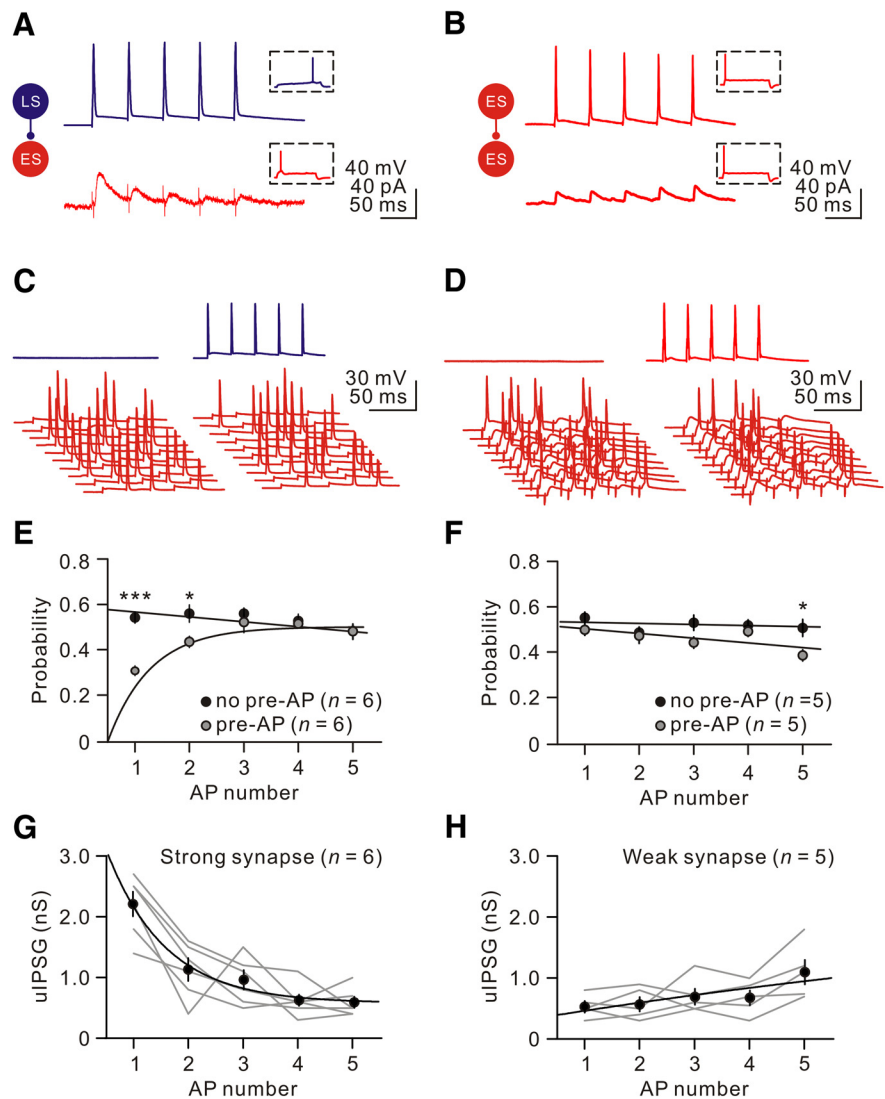 A
LS
ES
40 mV
40 pA
50 ms
B
ES
ES
40 mV
40 pA
50 ms
C
30 mV
50 ms
D
30 mV
50 ms
E
Probability
0.8
0.6
0.4
0.2
0
*** *
no pre-AP (n = 6)
pre-AP (n = 6)
1 2 3 4 5
AP number
F
Probability
0.8
0.6
0.4
0.2
0
*
no pre-AP (n =5)
pre-AP (n = 5)
1 2 3 4 5
AP number
G
uIPSG (nS)
3.0
2.0
1.0
0
Strong synapse (n = 6)
1 2 3 4 5
AP number
H
uIPSG (nS)
3.0
2.0
1.0
0
Weak synapse (n = 5)
1 2 3 4 5
AP number